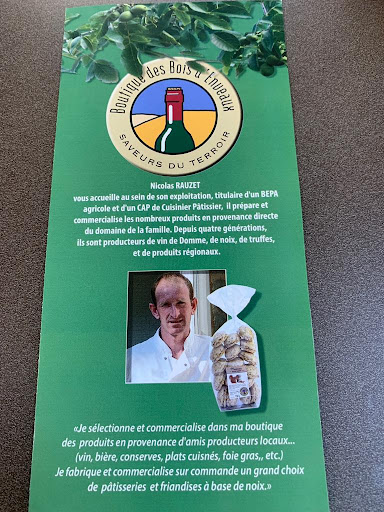 Boutique des Bois d'Enveaux
SAVEURS DU TERROIR
Nicolas RAUZET
vous accueille au sein de son exploitation, titulaire d'un BEPA
agricole et d'un CAP de Cuisinier Pâtissier, il prépare et
commercialise les nombreux produits en provenance directe
du domaine de la famille. Depuis quatre générations,
ils sont producteurs de vin de Domme, de noix, de truffes,
et de produits régionaux.
«Je sélectionne et commercialise dans ma boutique
des produits en provenance d'amis producteurs locaux...
(vin, bière, conserves, plats cuisnés, foie gras,, etc.)
Je fabrique et commercialise sur commande un grand choix
de pâtisseries et friandises à base de noix.»